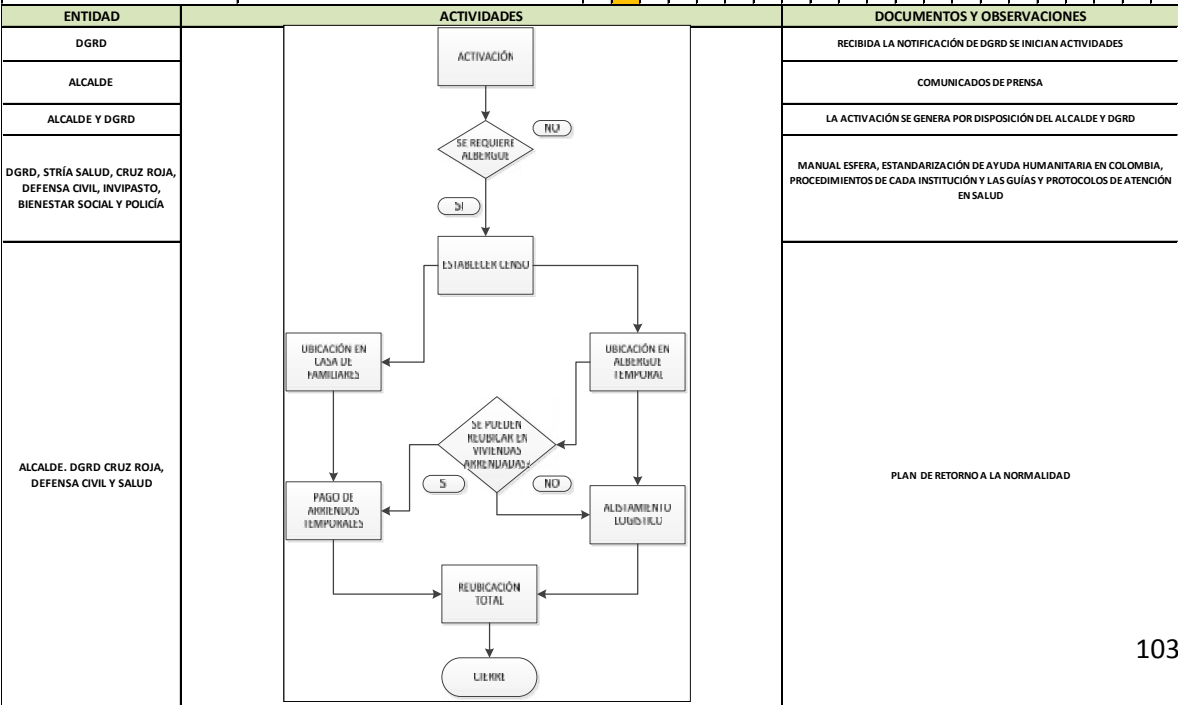 ENTIDAD
ACTIVIDADES
DOCUMENTOS Y OBSERVACIONES
DGRD
RECIBIDA LA NOTIFICACIÓN DE DGRD SE INICIAN ACTIVIDADES
ALCALDE
COMUNICADOS DE PRENSA
ALCALDE Y DGRD
LA ACTIVACIÓN SE GENERA POR DISPOSICIÓN DEL ALCALDE Y DGRD
DGRD, STRÍA SALUD, CRUZ ROJA,
DEFENSA CIVIL, INVIPASTO,
BIENESTAR SOCIAL Y POLICÍA
MANUAL ESFERA, ESTANDARIZACIÓN DE AYUDA HUMANITARIA EN COLOMBIA,
PROCEDIMIENTOS DE CADA INSTITUCIÓN Y LAS GUÍAS Y PROTOCOLOS DE ATENCIÓN
EN SALUD
ALCALDE. DGRD CRUZ ROJA,
DEFENSA CIVIL Y SALUD
PLAN DE RETORNO A LA NORMALIDAD
ACTIVACIÓN
SE REQUIERE
ALBERGUE
NO
SI
ESTABLECER CENSO
UBICACIÓN EN
CASA DE
FAMILIARES
UBICACIÓN EN
ALBERGUE
TEMPORAL
SE PUEDEN
REUBICAR EN
VIVIENDAS
ARRENDADAS?
S
NO
PAGO DE
ARRIENDOS
TEMPORALES
ALISTAMIENTO
LOGISTICO
REUBICACIÓN
TOTAL
CIERRE
103